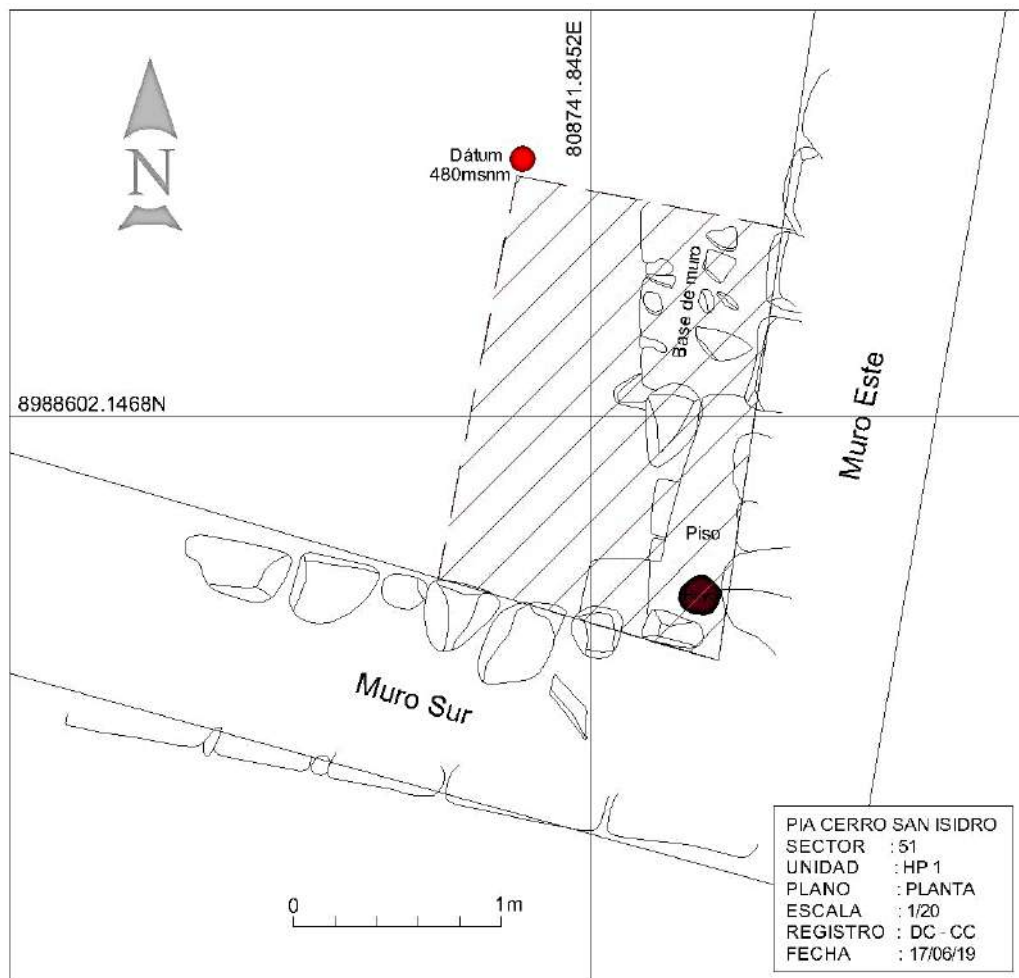 808741.8452E
Dátum
480msnm
N
Base de muro
Muro Este
8988602.1468N
Piso
Muro Sur
0 1m
PIA CERRO SAN ISIDRO
SECTOR : 51
UNIDAD : HP 1
PLANO : PLANTA
ESCALA : 1/20
REGISTRO : DC - CC
FECHA : 17/06/19